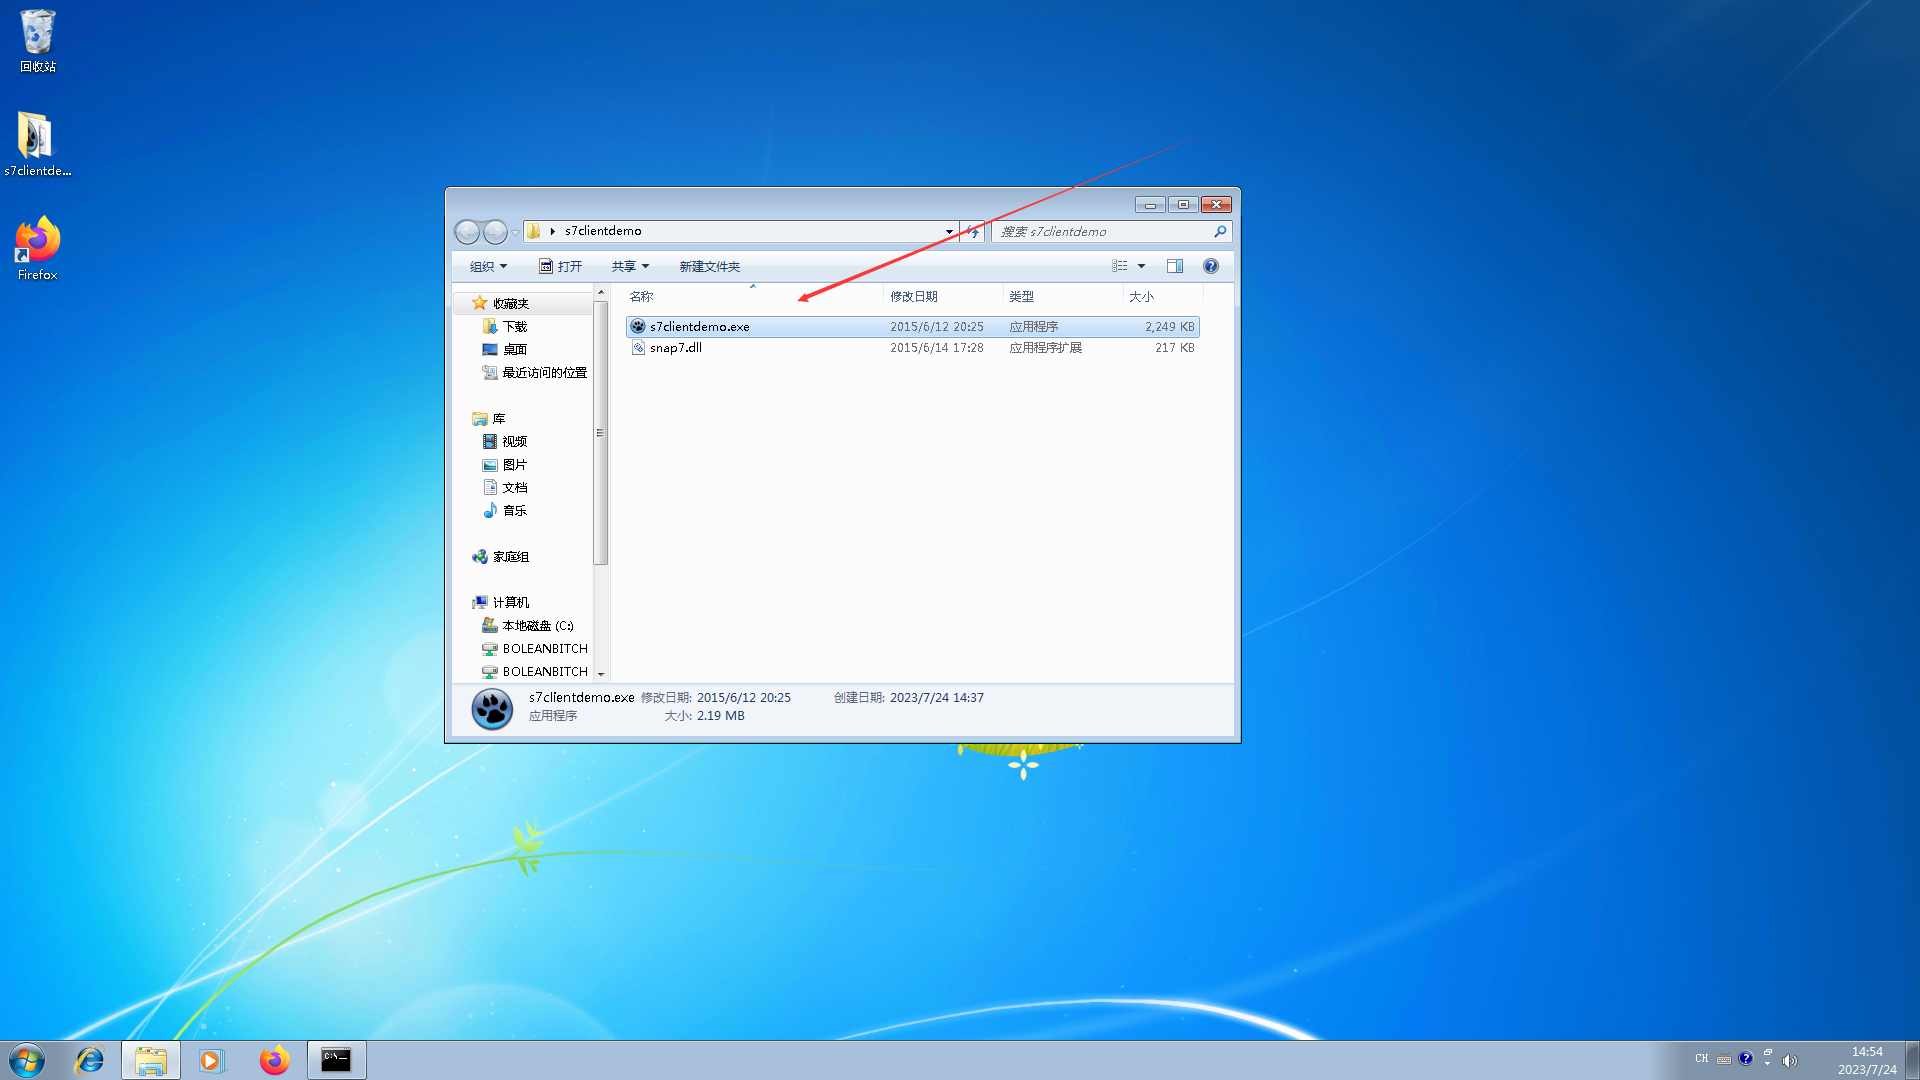 回收站
s7clientde...
Firefox
s7clientdemo
搜索 s7clientdemo
组织 打开 共享 新建文件夹
名称 修改日期 类型 大小
s7clientdemo.exe 2015/6/12 20:25 应用程序 2,249 KB
snap7.dll 2015/6/14 17:28 应用程序扩展 217 KB
收藏夹
下载
桌面
最近访问的位置
库
视频
图片
文档
音乐
家庭组
计算机
本地磁盘 (C:)
BOLEANBITCH
BOLEANBITCH
s7clientdemo.exe 修改日期: 2015/6/12 20:25 创建日期: 2023/7/24 14:37
应用程序 大小: 2.19 MB
C:\
CH
14:54
2023/7/24